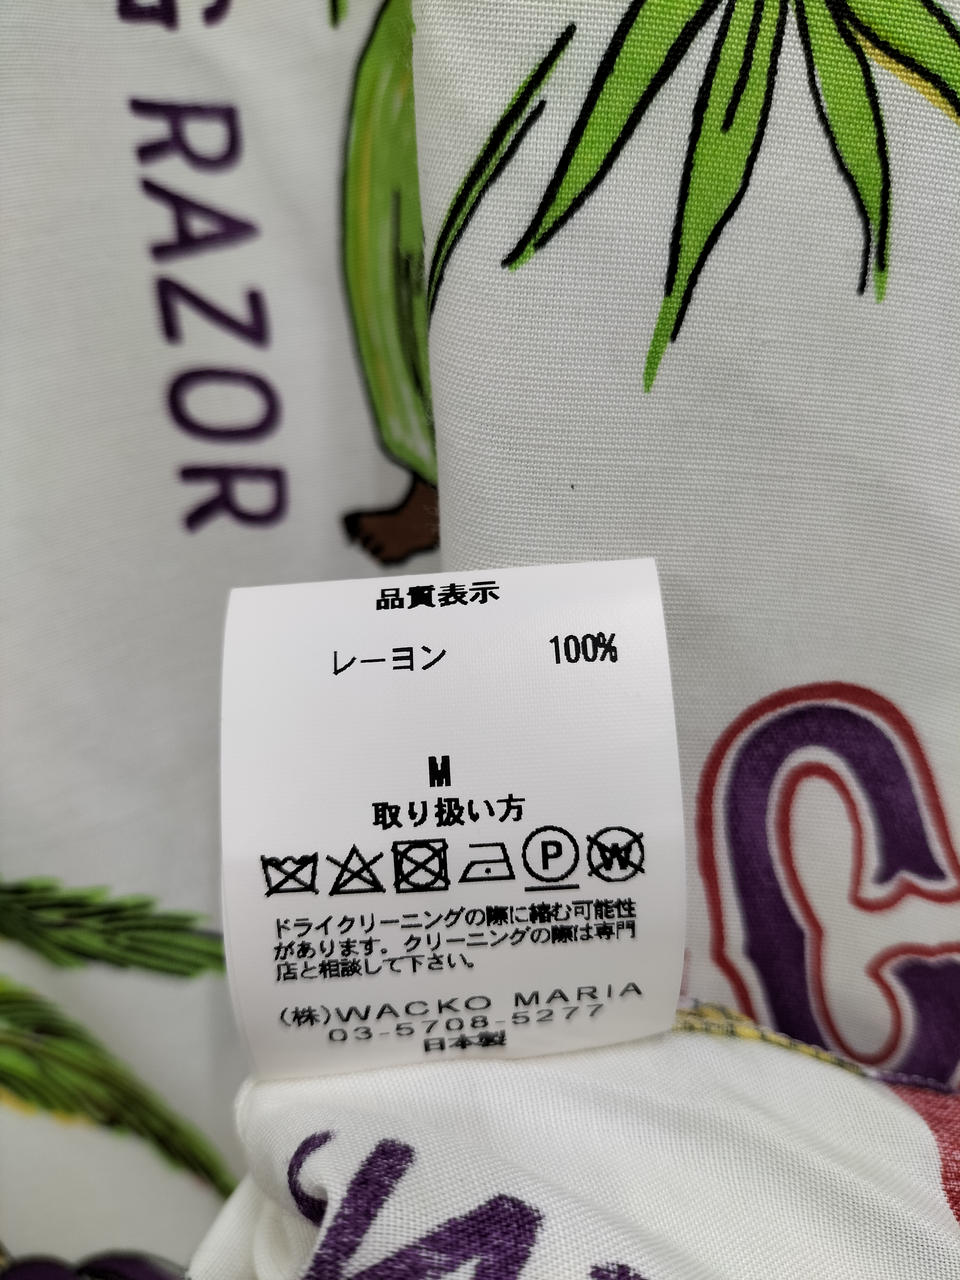 RAZOR
品質表示
レーヨン 100%
M
取り扱い方
P W
ドライクリーニングの際に縮む可能性
があります。クリーニングの際は専門
店と相談して下さい。
(株)WACKO MARIA
03-5708-5277
日本製
C